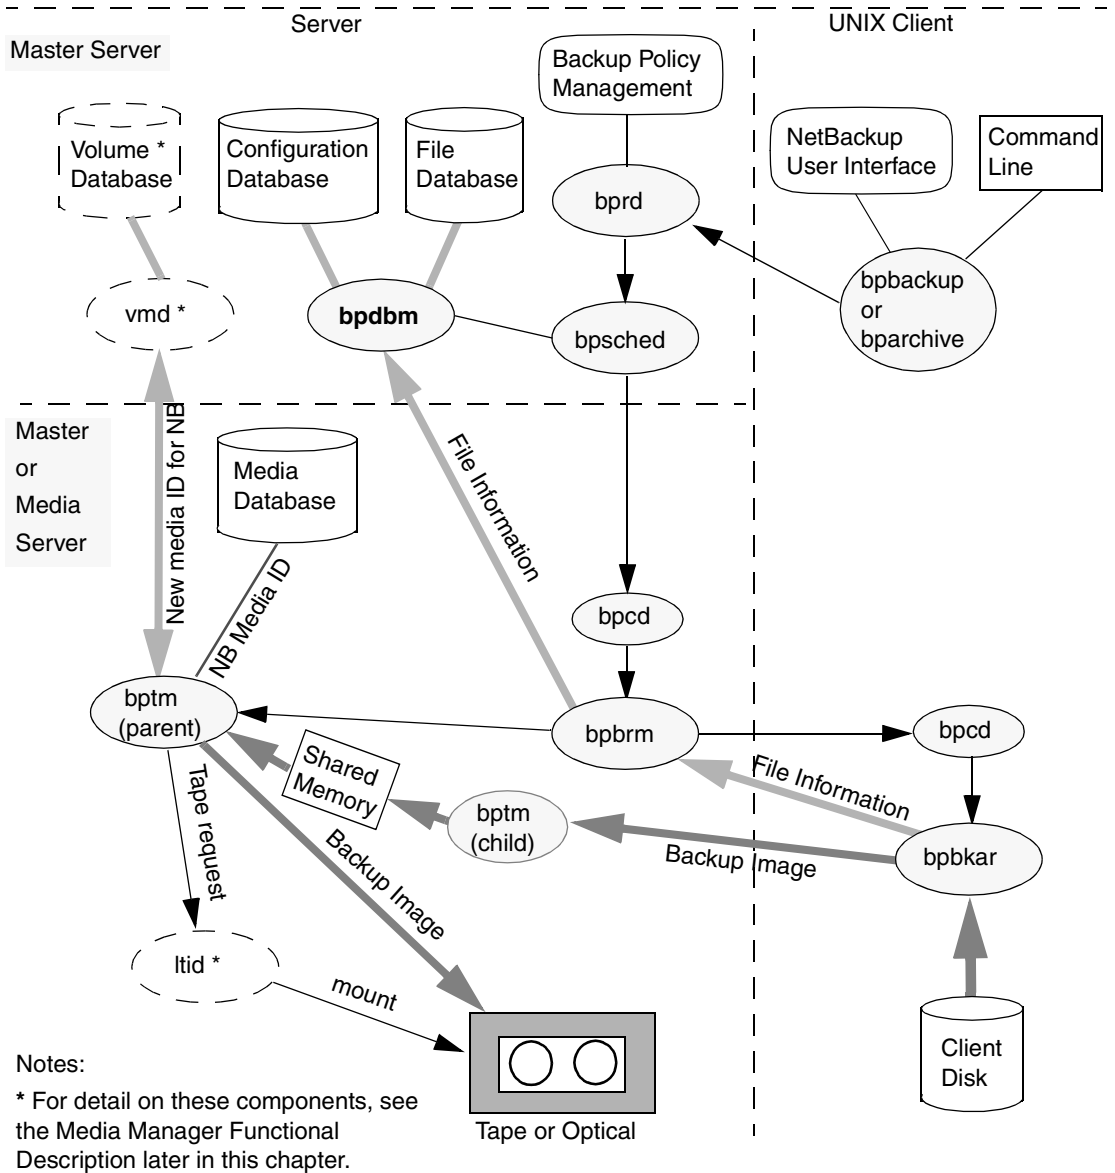 Server
UNIX Client
Master Server
Backup Policy
Management
Volume *
Database
Configuration
Database
File
Database
NetBackup
User Interface
Command
Line
bprd
vmd *
bpdbm
bpsched
bpbackup
or
bparchive
Master
or
Media
Server
New media ID for NB
Media
Database
File Information
NB Media ID
bpcd
bptm
(parent)
bpbrm
bpcd
Shared
Memory
File Information
Tape request
bptm
(child)
Backup Image
bpbkar
Backup Image
ltid *
mount
Client
Disk
Tape or Optical
Notes:
* For detail on these components, see
the Media Manager Functional
Description later in this chapter.